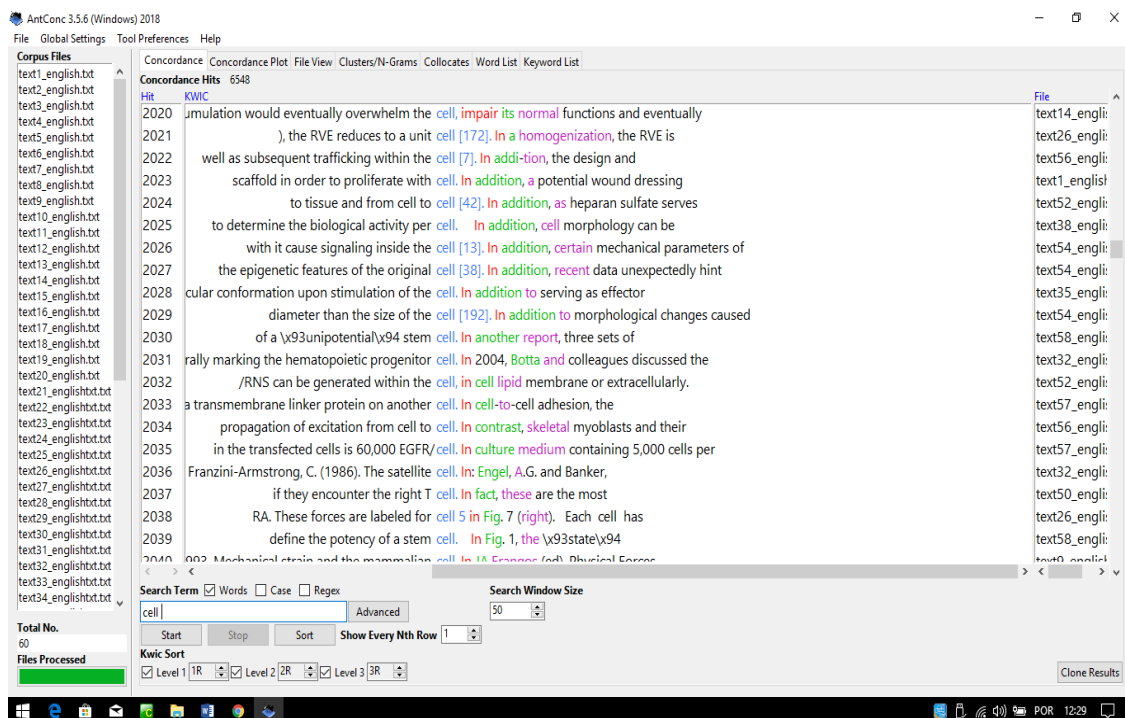 AntConc 3.5.6 (Windows) 2018
File Global Settings Tool Preferences Help
Corpus Files
text1_english.txt
text2_english.txt
text3_english.txt
text4_english.txt
text5_english.txt
text6_english.txt
text7_english.txt
text8_english.txt
text9_english.txt
text10_english.txt
text11_english.txt
text12_english.txt
text13_english.txt
text14_english.txt
text15_english.txt
text16_english.txt
text17_english.txt
text18_english.txt
text19_english.txt
text20_english.txt
text21_englishtxt.txt
text22_englishtxt.txt
text23_englishtxt.txt
text24_englishtxt.txt
text25_englishtxt.txt
text26_englishtxt.txt
text27_englishtxt.txt
text28_englishtxt.txt
text29_englishtxt.txt
text30_englishtxt.txt
text31_englishtxt.txt
text32_englishtxt.txt
text33_englishtxt.txt
text34_englishtxt.txt
Total No.
60
Files Processed
Concordance Concordance Plot File View Clusters/N-Grams Collocates Word List Keyword List
Concordance Hits 6548
Hit KWIC File
2020 umulation would eventually overwhelm the cell, impair its normal functions and eventually text14_englis
2021 ), the RVE reduces to a unit cell [172]. In a homogenization, the RVE is text26_englis
2022 well as subsequent trafficking within the cell [7]. In addi-tion, the design and text56_englis
2023 scaffold in order to proliferate with cell. In addition, a potential wound dressing text1_english
2024 to tissue and from cell to cell [42]. In addition, as heparan sulfate serves text52_englis
2025 to determine the biological activity per cell. In addition, cell morphology can be text38_englis
2026 with it cause signaling inside the cell [13]. In addition, certain mechanical parameters of text54_englis
2027 the epigenetic features of the original cell [38]. In addition, recent data unexpectedly hint text54_englis
2028 cular conformation upon stimulation of the cell. In addition to serving as effector text35_englis
2029 diameter than the size of the cell [192]. In addition to morphological changes caused text54_englis
2030 of a \x93unipotential\x94 stem cell. In another report, three sets of text58_englis
2031 rally marking the hematopoietic progenitor cell. In 2004, Botta and colleagues discussed the text32_englis
2032 /RNS can be generated within the cell, in cell lipid membrane or extracellularly. text52_englis
2033 a transmembrane linker protein on another cell. In cell-to-cell adhesion, the text57_englis
2034 propagation of excitation from cell to cell. In contrast, skeletal myoblasts and their text56_englis
2035 in the transfected cells is 60,000 EGFR/ cell. In culture medium containing 5,000 cells per text57_englis
2036 Franzini-Armstrong, C. (1986). The satellite cell. In: Engel, A.G. and Banker, text32_englis
2037 if they encounter the right T cell. In fact, these are the most text50_englis
2038 RA. These forces are labeled for cell 5 in Fig. 7 (right). Each cell has text26_englis
2039 define the potency of a stem cell. In Fig. 1, the \x93state\x94 text58_englis
2040 993. Mechanical strain and the mammalian cell. In JA Frangos (ed). Physical Forces text9_english
Search Term Words Case Regex Search Window Size
cell Advanced 50
Start Stop Sort Show Every Nth Row 1
Kwic Sort
Level 1 1R Level 2 2R Level 3 3R Clone Results
POR 12:29